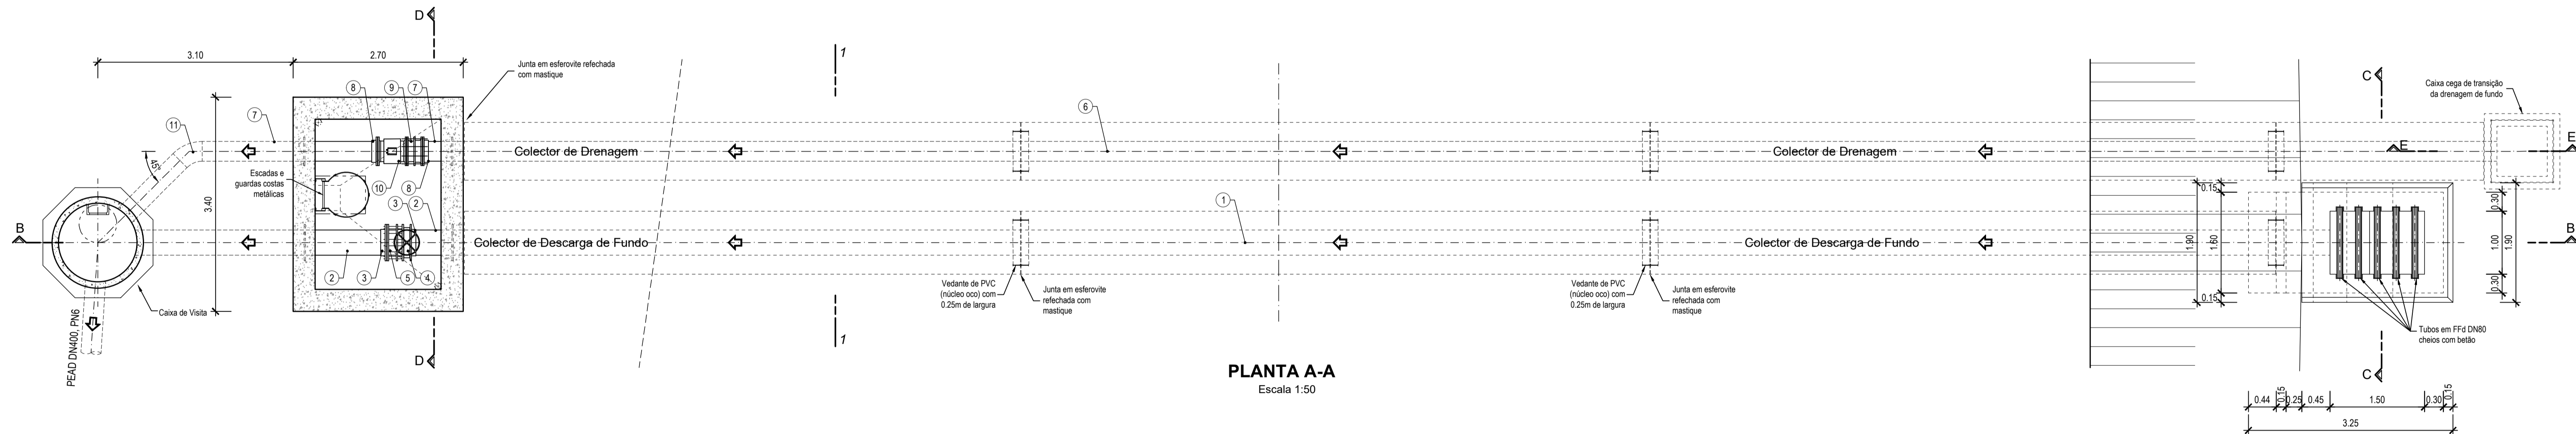 D
3.10
2.70
Junta em esferovite refechada
com mastique
1
C
Caixa cega de transição
da drenagem de fundo
8
9
7
6
7
11
45°
Colector de Drenagem
Colector de Drenagem
E
E
Escadas e
guardas costas
metálicas
10
8
3.40
3
2
1
0.15
1.90
1.60
0.15
0.30
1.00
0.30
1.90
B
Colector de Descarga de Fundo
Colector de Descarga de Fundo
B
2
3
5
4
Vedante de PVC
(núcleo oco) com
0.25m de largura
Junta em esferovite
refechada com
mastique
Vedante de PVC
(núcleo oco) com
0.25m de largura
Junta em esferovite
refechada com
mastique
Caixa de Visita
PEAD DN400, PN6
Tubos em FFd DN80
cheios com betão
1
D
C
PLANTA A-A
Escala 1:50
0.44
0.15
0.25
0.45
1.50
0.30
0.15
3.25